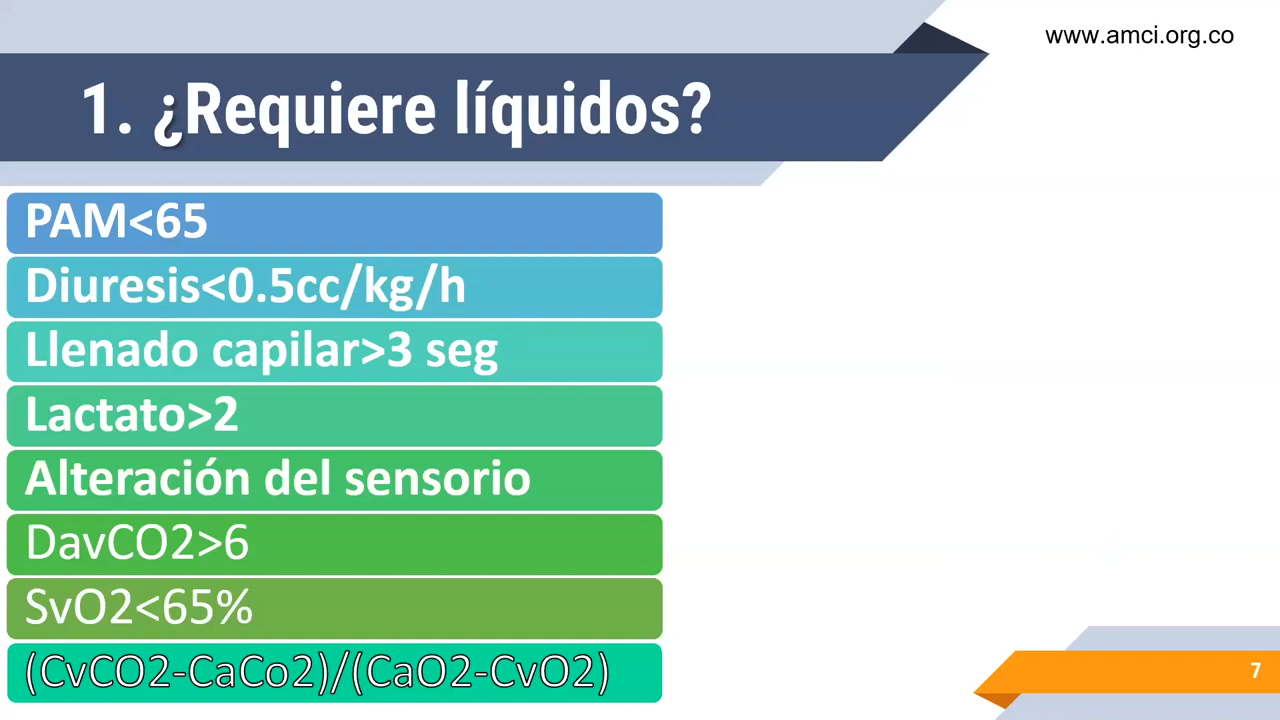 www.amci.org.co
1. ¿Requiere líquidos?
PAM<65
Diuresis<0.5cc/kg/h
Llenado capilar>3 seg
Lactato>2
Alteración del sensorio
DavCO2>6
SvO2<65%
(CvCO2-CaCo2)/(CaO2-CvO2)
7